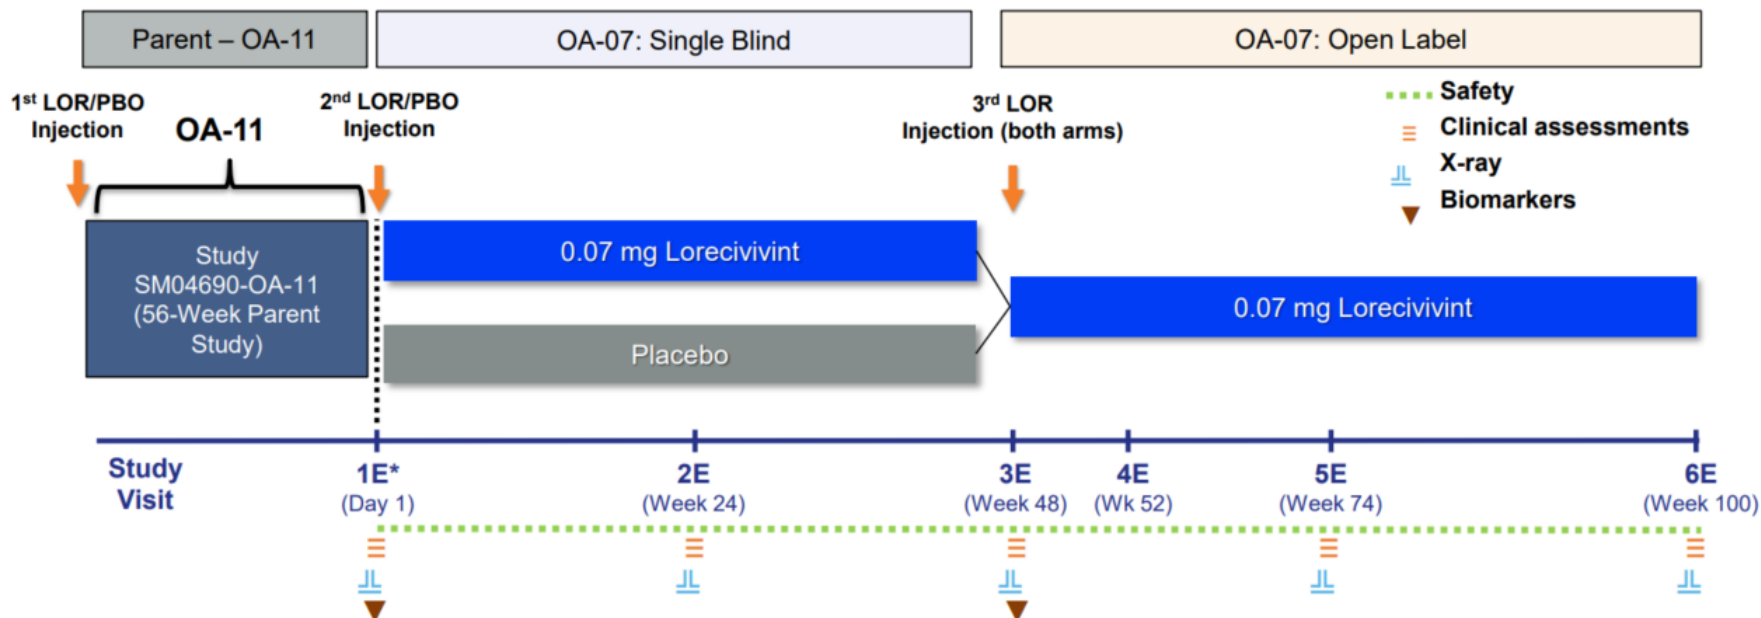 Parent – OA-11
OA-07: Single Blind
OA-07: Open Label
1st LOR/PBO
Injection
OA-11
2nd LOR/PBO
Injection
3rd LOR
Injection (both arms)
Safety
Clinical assessments
X-ray
Biomarkers
Study
SM04690-OA-11
(56-Week Parent
Study)
0.07 mg Lorecivivint
Placebo
0.07 mg Lorecivivint
Study
Visit
1E*
(Day 1)
2E
(Week 24)
3E
(Week 48)
4E
(Wk 52)
5E
(Week 74)
6E
(Week 100)